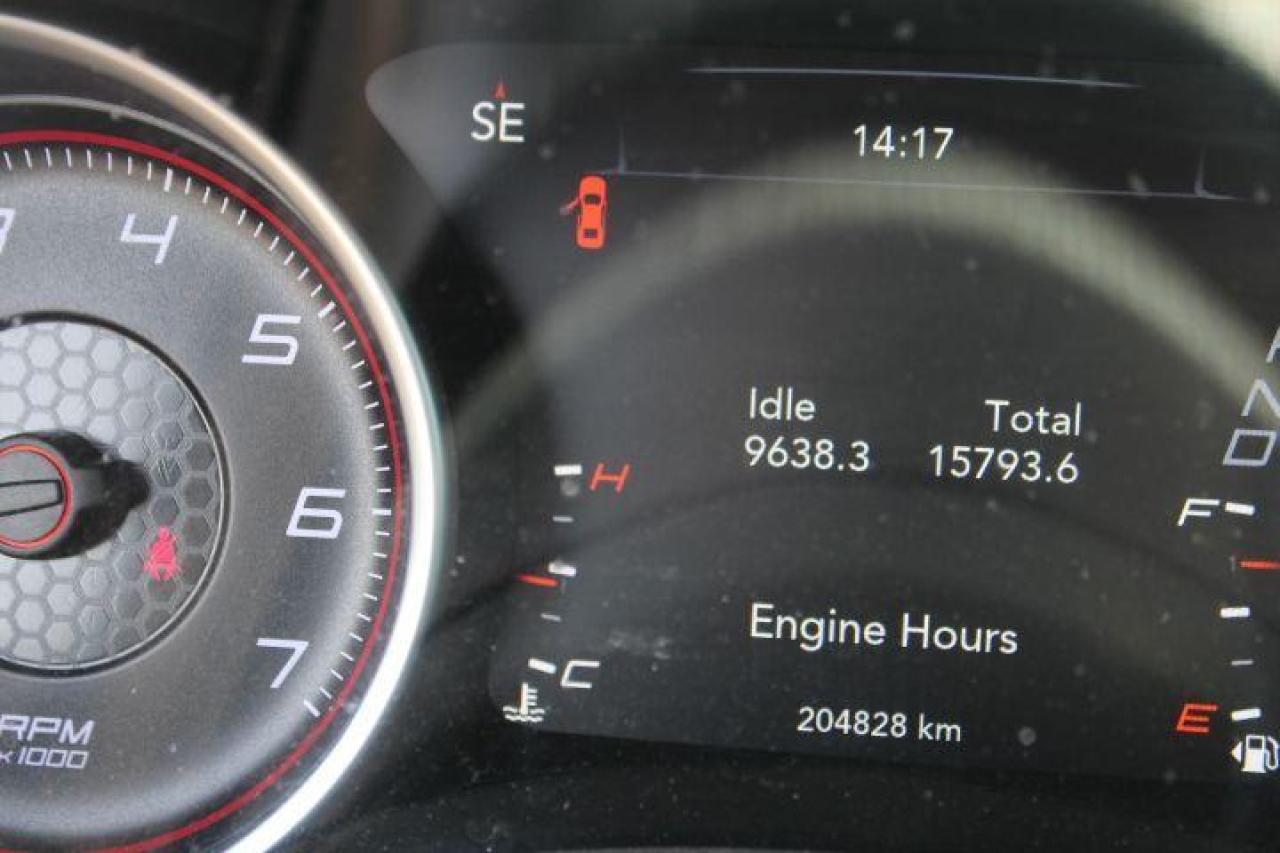 SE
14:17
4
5
6
7
RPM
x1000
Idle Total
9638.3 15793.6
H
C
Engine Hours
204828 km
N
D
F
E